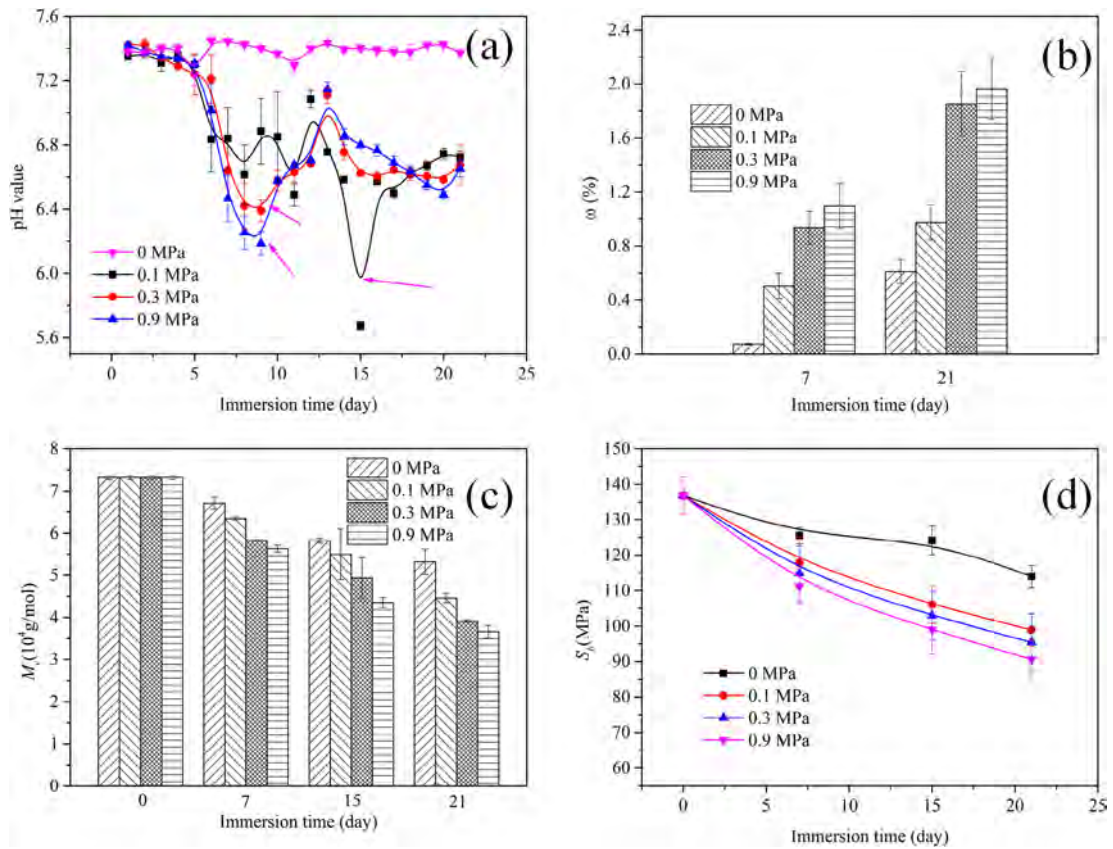 (a)
pH value
7.6
7.2
6.8
6.4
6.0
5.6
0 MPa
0.1 MPa
0.3 MPa
0.9 MPa
0 5 10 15 20 25
Immersion time (day)
(b)
ω (%)
2.4
2.0
1.6
1.2
0.8
0.4
0.0
0 MPa
0.1 MPa
0.3 MPa
0.9 MPa
7 21
Immersion time (day)
(c)
(10⁴g/mol)
8
7
6
5
4
3
2
1
0
0 MPa
0.1 MPa
0.3 MPa
0.9 MPa
0 7 15 21
Immersion time (day)
(d)
(MPa)
150
140
130
120
110
100
90
80
70
60
0 MPa
0.1 MPa
0.3 MPa
0.9 MPa
0 5 10 15 20 25
Immersion time (day)